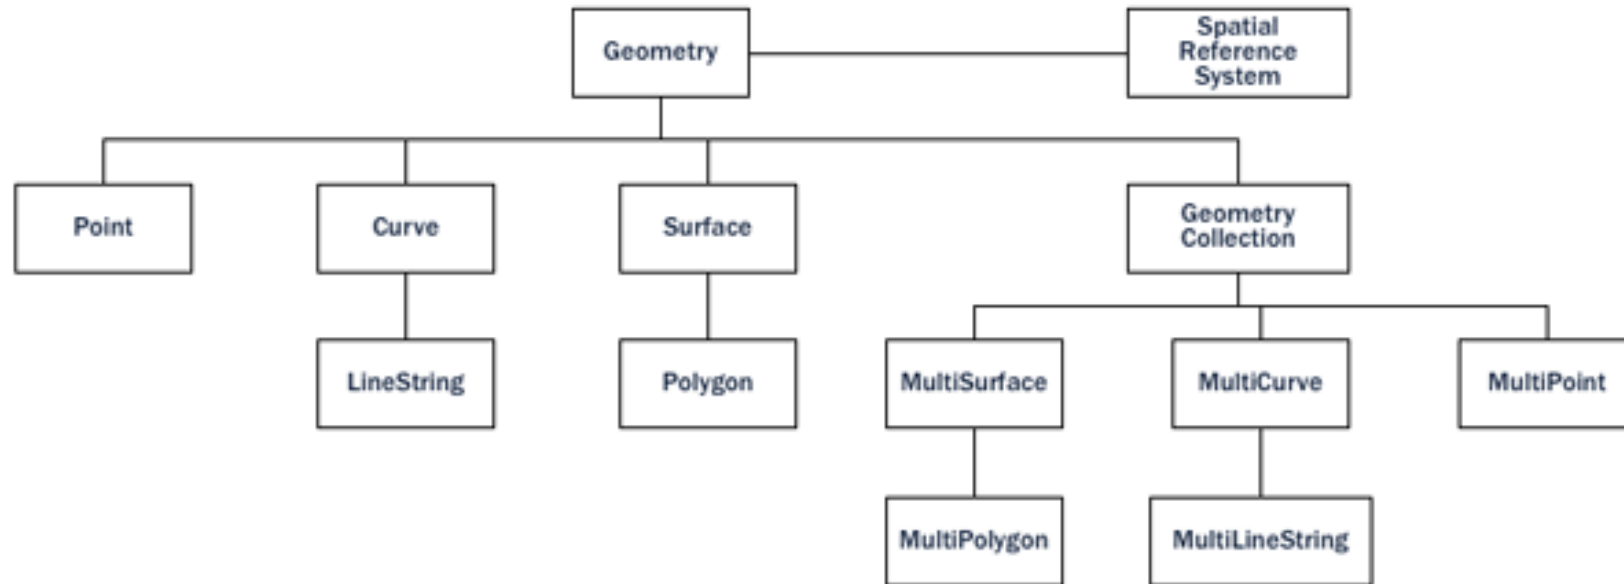 Geometry
Spatial
Reference
System
Point
Curve
Surface
Geometry
Collection
LineString
Polygon
MultiSurface
MultiCurve
MultiPoint
MultiPolygon
MultiLineString